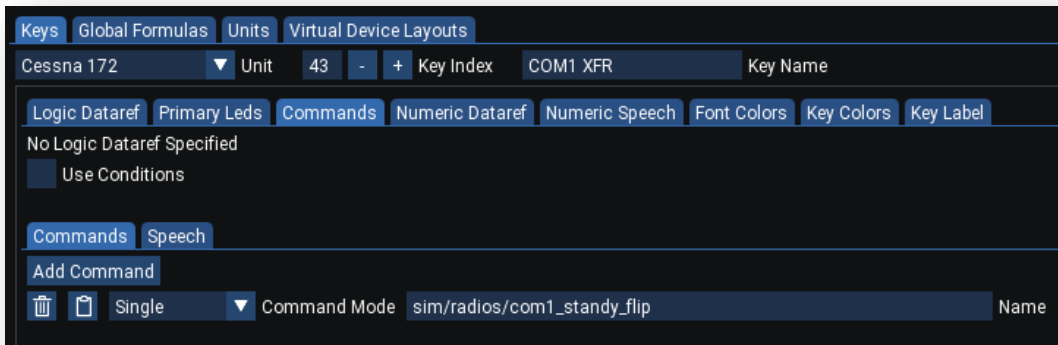 Keys Global Formulas Units Virtual Device Layouts
Cessna 172 Unit 43 - + Key Index COM1 XFR Key Name
Logic Dataref Primary Leds Commands Numeric Dataref Numeric Speech Font Colors Key Colors Key Label
No Logic Dataref Specified
Use Conditions
Commands Speech
Add Command
Single Command Mode sim/radios/com1_standy_flip Name